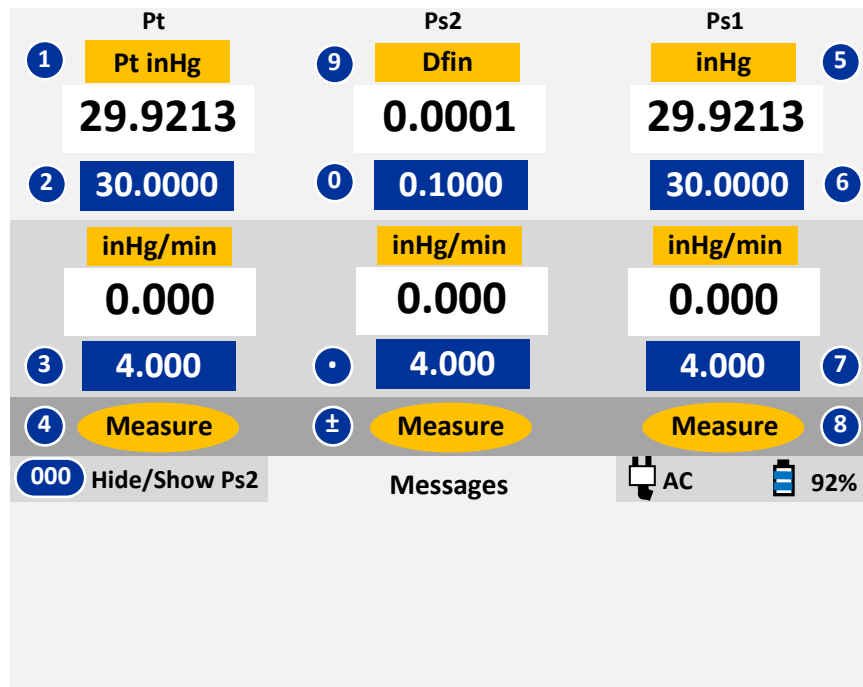 Pt Ps2 Ps1
1 Pt inHg 9 Dfin inHg 5
29.9213 0.0001 29.9213
2 30.0000 0 0.1000 30.0000 6
inHg/min inHg/min inHg/min
0.000 0.000 0.000
3 4.000 • 4.000 4.000 7
4 Measure ± Measure Measure 8
000 Hide/Show Ps2 Messages AC 92%